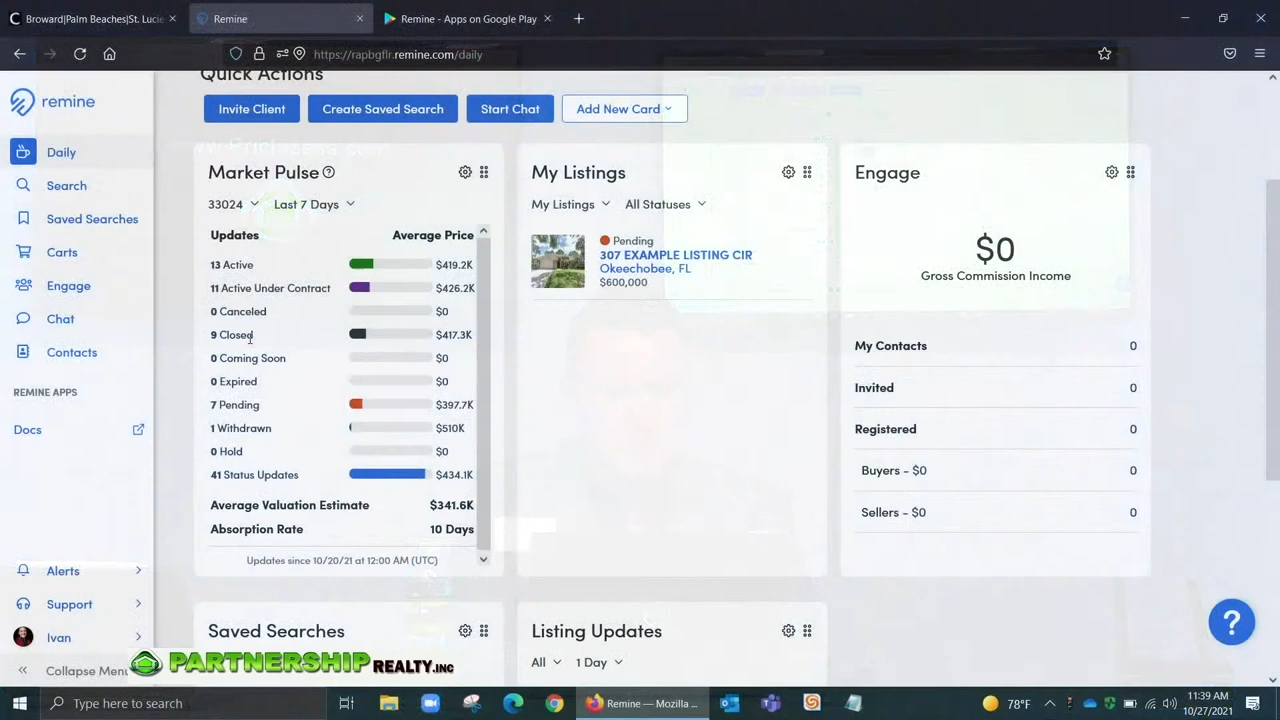 Broward|Palm Beaches|St. Lucie
Remine
Remine - Apps on Google Play
https://rapbgflr.remine.com/daily
remine
Daily
Search
Saved Searches
Carts
Engage
Chat
Contacts
REMINE APPS
Docs
Alerts
Support
Ivan
Collapse Menu
Quick Actions
Invite Client
Create Saved Search
Start Chat
Add New Card
Market Pulse
33024
Last 7 Days
Updates Average Price
13 Active $419.2K
11 Active Under Contract $426.2K
0 Canceled $0
9 Closed $417.3K
0 Coming Soon $0
0 Expired $0
7 Pending $397.7K
1 Withdrawn $510K
0 Hold $0
41 Status Updates $434.1K
Average Valuation Estimate $341.6K
Absorption Rate 10 Days
Updates since 10/20/21 at 12:00 AM (UTC)
My Listings
My Listings All Statuses
Pending
307 EXAMPLE LISTING CIR
Okeechobee, FL
$600,000
Engage
$0
Gross Commission Income
My Contacts 0
Invited 0
Registered 0
Buyers - $0 0
Sellers - $0 0
Saved Searches
Listing Updates
All 1 Day
?
PARTNERSHIP REALTY.INC
Type here to search
Remine — Mozilla ...
78°F
11:39 AM
10/27/2021